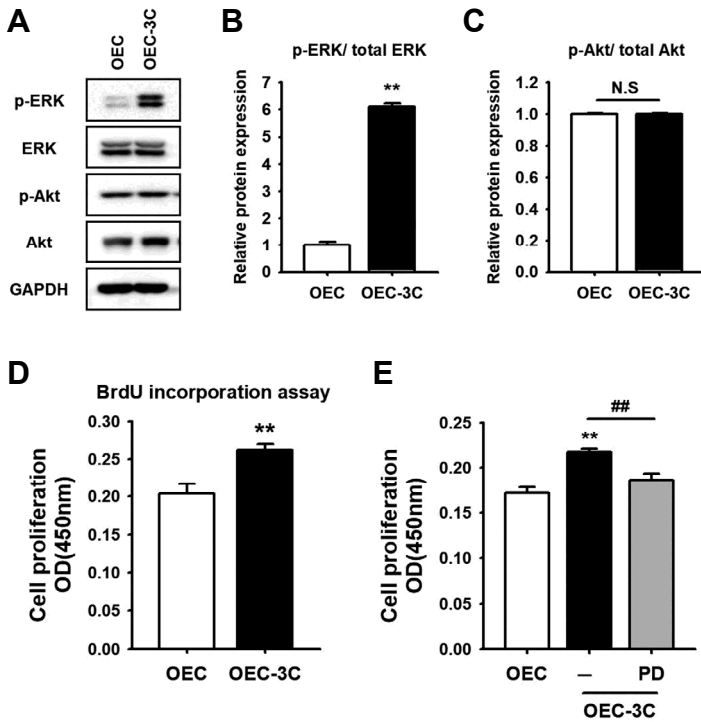 A
OEC
OEC-3C
p-ERK
ERK
p-Akt
Akt
GAPDH
B
p-ERK/ total ERK
Relative protein expression
7
6
5
4
3
2
1
0
**
OEC
OEC-3C
C
p-Akt/ total Akt
Relative protein expression
1.2
1.0
0.8
0.6
0.4
0.2
0.0
N.S
OEC
OEC-3C
D
BrdU incorporation assay
Cell proliferation
OD(450nm)
0.30
0.25
0.20
0.15
0.10
0.05
0.00
**
OEC
OEC-3C
E
Cell proliferation
OD(450nm)
0.25
0.20
0.15
0.10
0.05
0.00
##
**
OEC
–
PD
OEC-3C